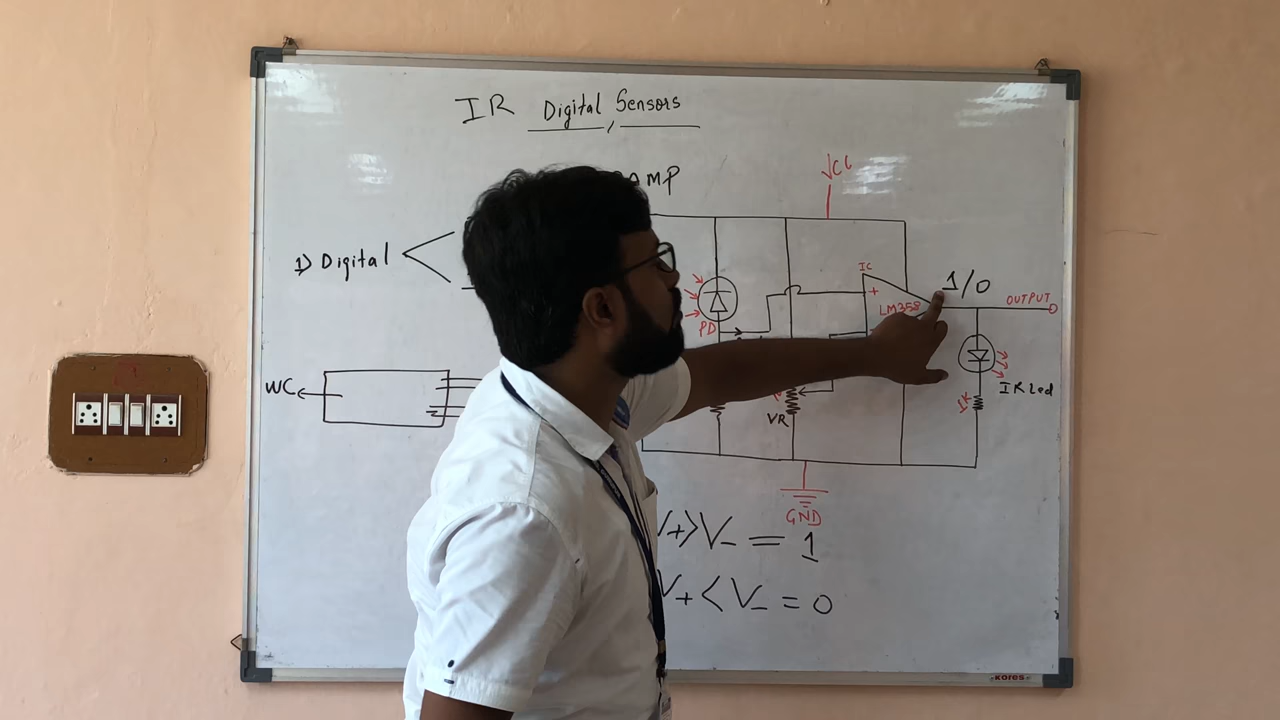 IR Digital Sensors
AMP
VCC
1) Digital
IC
+
LM358
1/0
OUTPUT
PD
WC
VR
1K
IR Led
GND
V+>V- = 1
V+<V- = 0
KORES